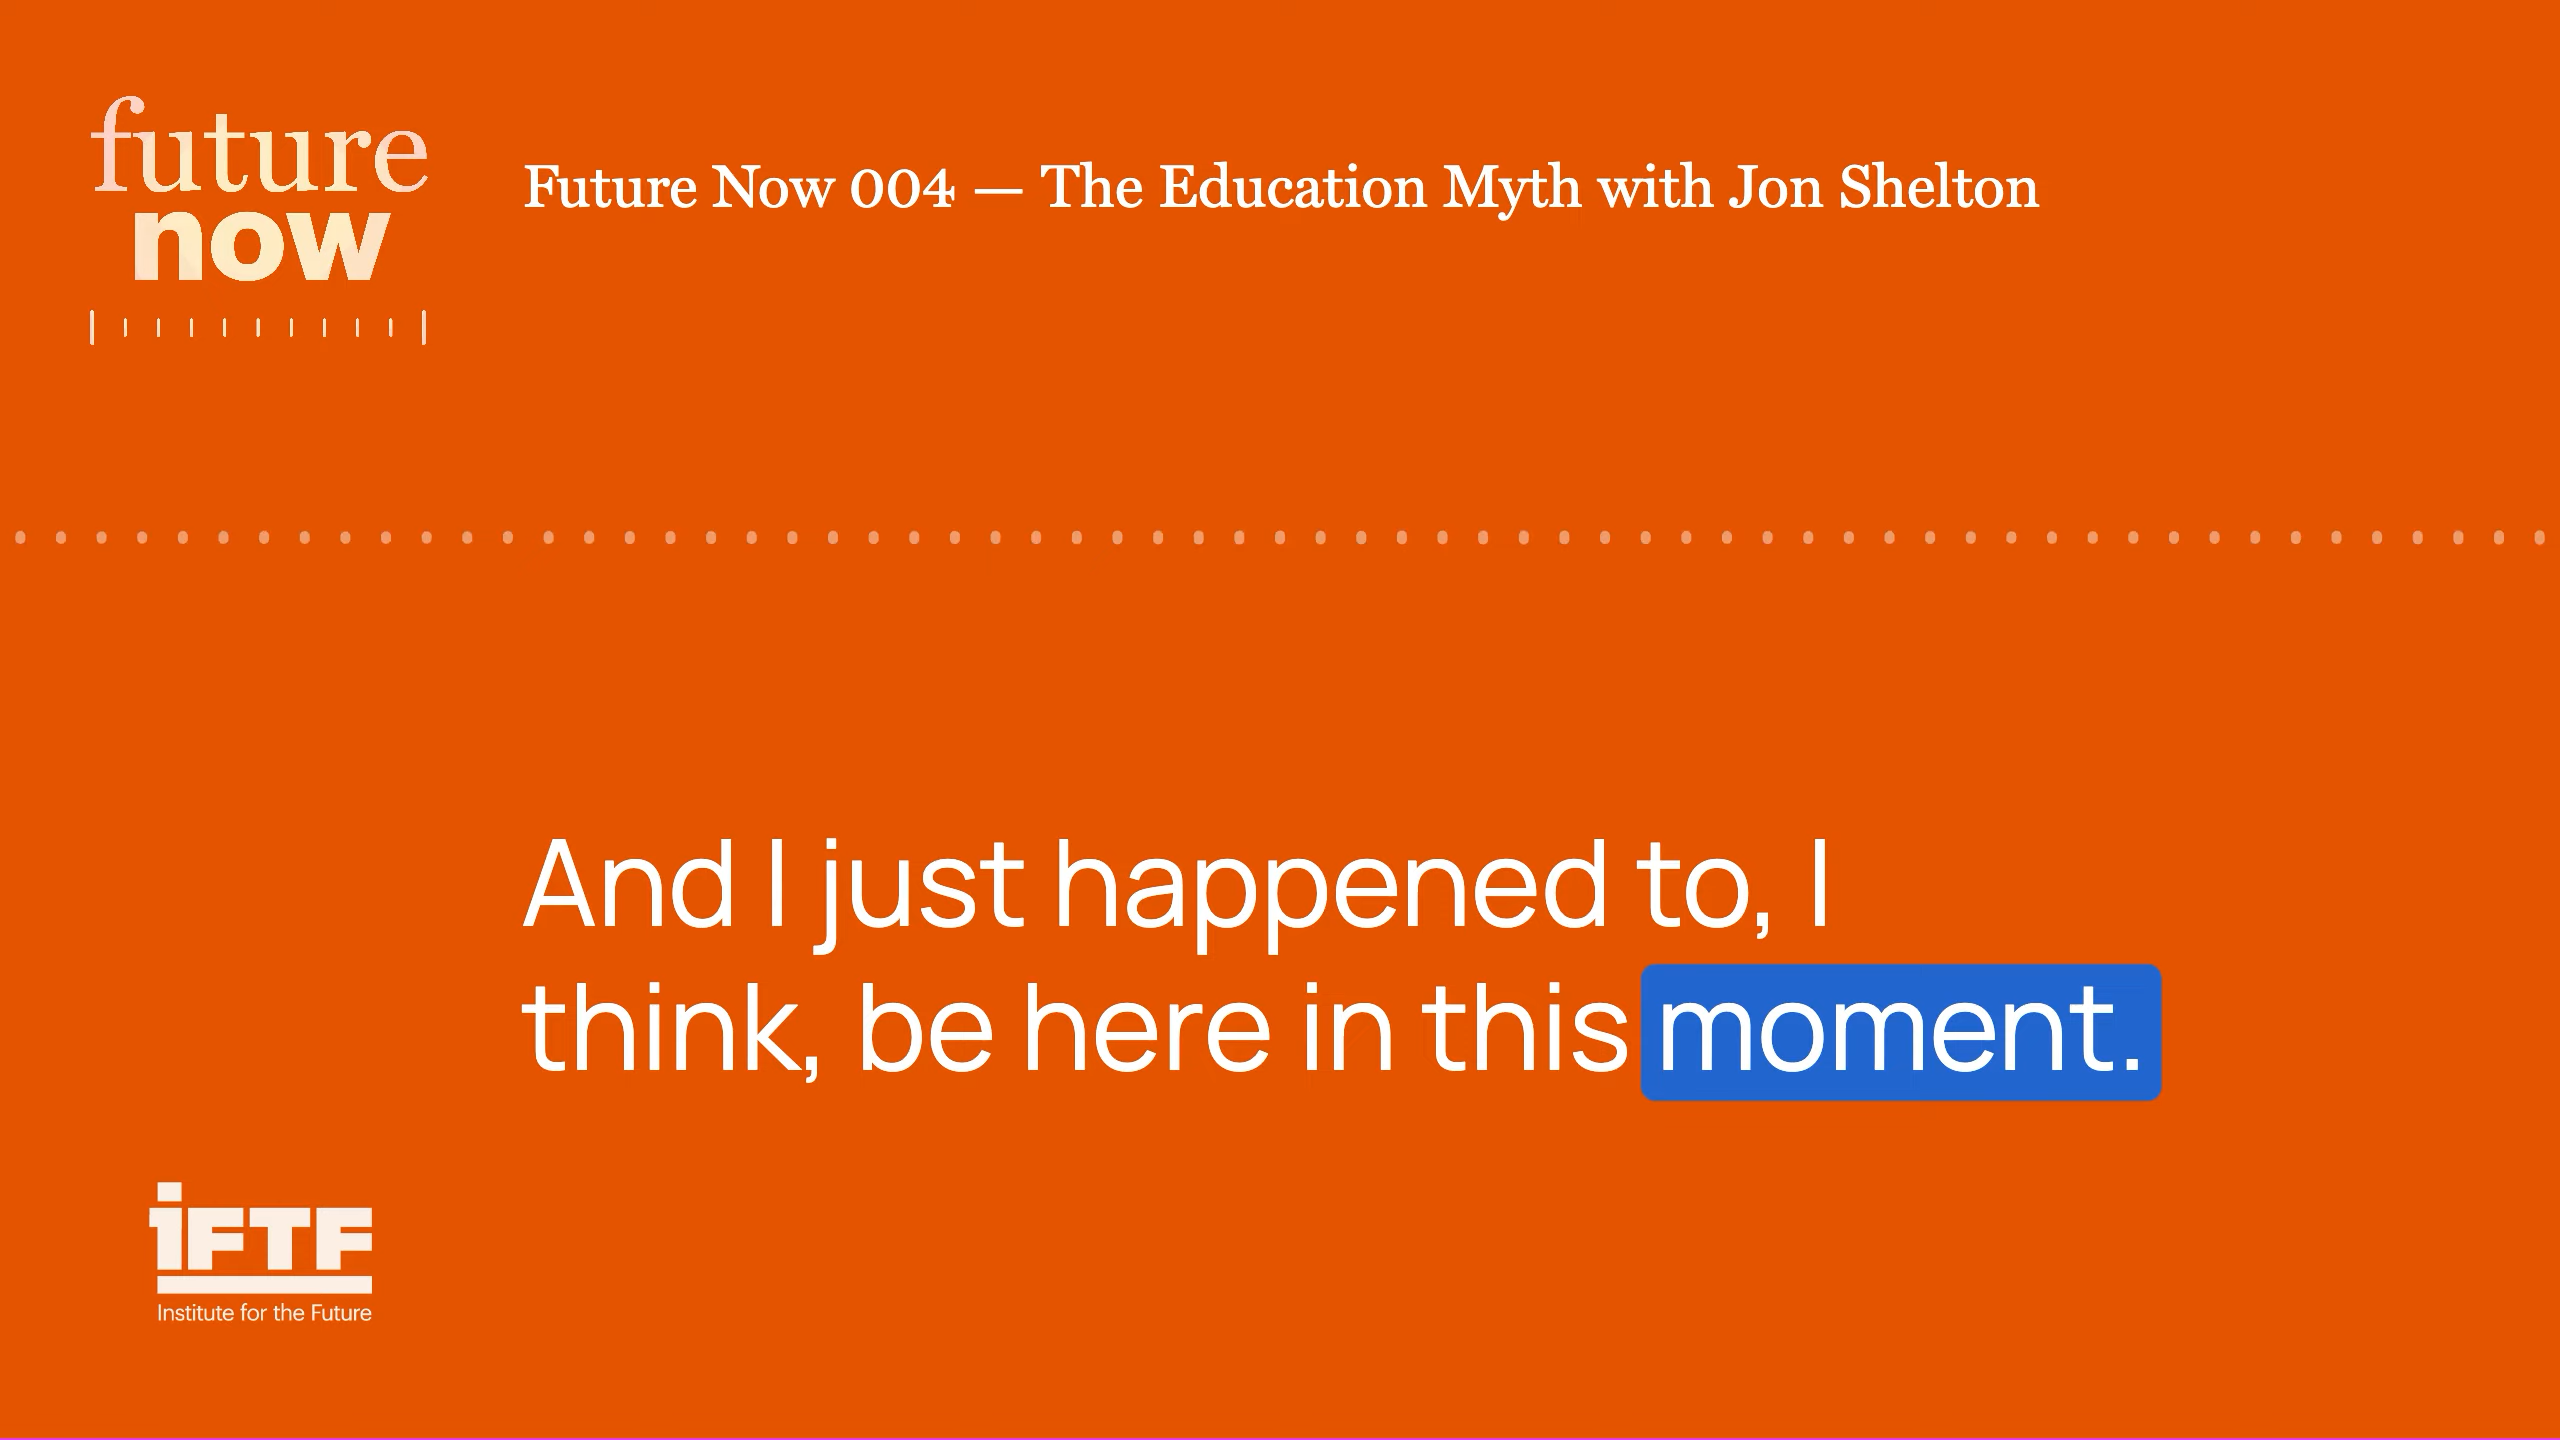 future
now
Future Now 004 — The Education Myth with Jon Shelton
And I just happened to, I
think, be here in this moment.
iFTF
Institute for the Future